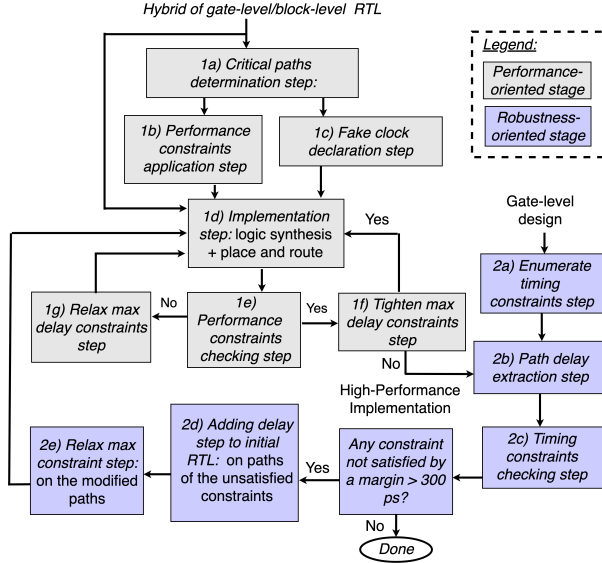 Hybrid of gate-level/block-level RTL
Legend:
Performance-
oriented stage
Robustness-
oriented stage
1a) Critical paths
determination step:
1b) Performance
constraints
application step
1c) Fake clock
declaration step
1d) Implementation
step: logic synthesis
+ place and route
Yes
Gate-level
design
2a) Enumerate
timing
constraints step
1g) Relax max
delay constraints
step
No
1e)
Performance
constraints
checking step
Yes
1f) Tighten max
delay constraints
step
No
2b) Path delay
extraction step
High-Performance
Implementation
2e) Relax max
constraint step:
on the modified
paths
2d) Adding delay
step to initial
RTL: on paths
of the unsatisfied
constraints
Yes
Any constraint
not satisfied by
a margin > 300
ps?
2c) Timing
constraints
checking step
No
Done